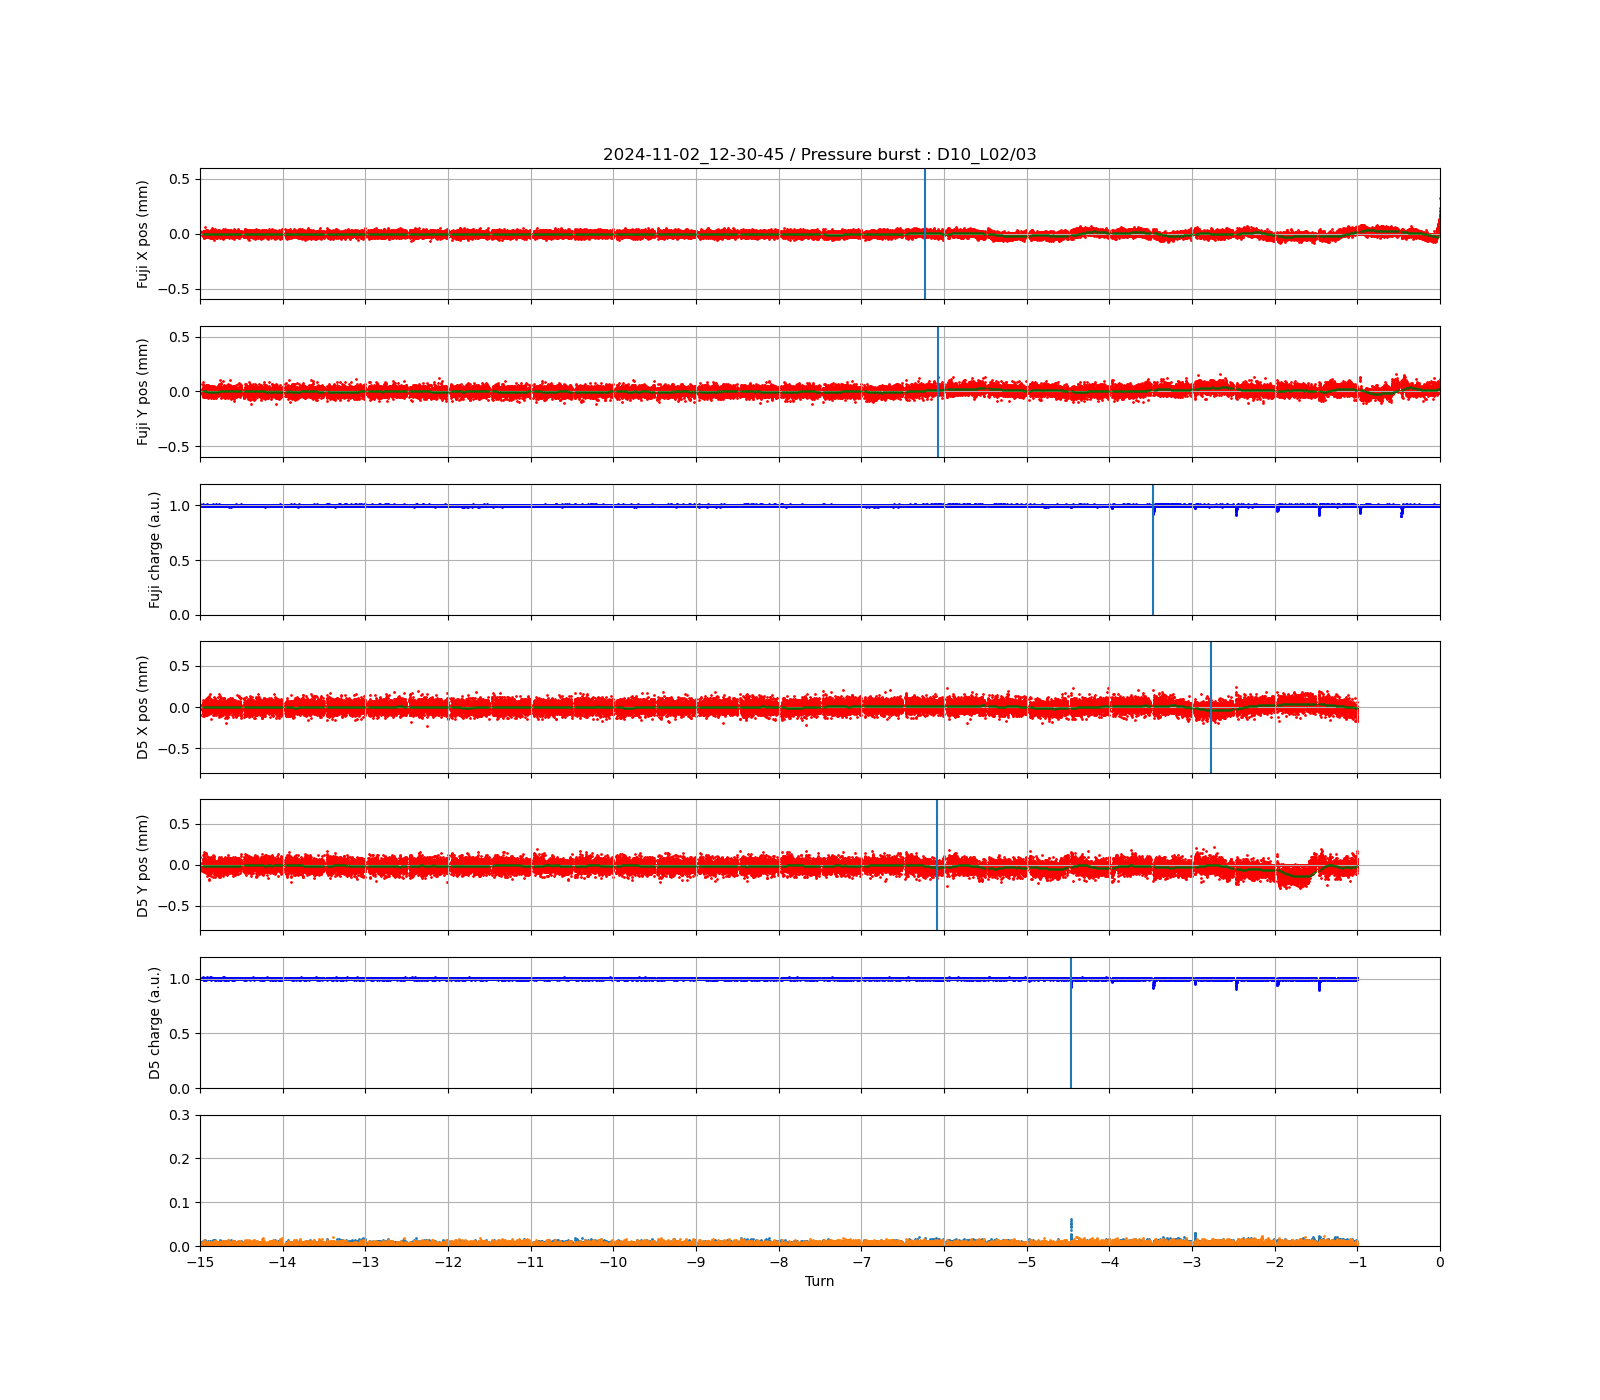 2024-11-02_12-30-45 / Pressure burst : D10_L02/03
Fuji X pos (mm)
0.5
0.0
−0.5
Fuji Y pos (mm)
0.5
0.0
−0.5
Fuji charge (a.u.)
1.0
0.5
0.0
D5 X pos (mm)
0.5
0.0
−0.5
D5 Y pos (mm)
0.5
0.0
−0.5
D5 charge (a.u.)
1.0
0.5
0.0
0.3
0.2
0.1
0.0
−15 −14 −13 −12 −11 −10 −9 −8 −7 −6 −5 −4 −3 −2 −1 0
Turn